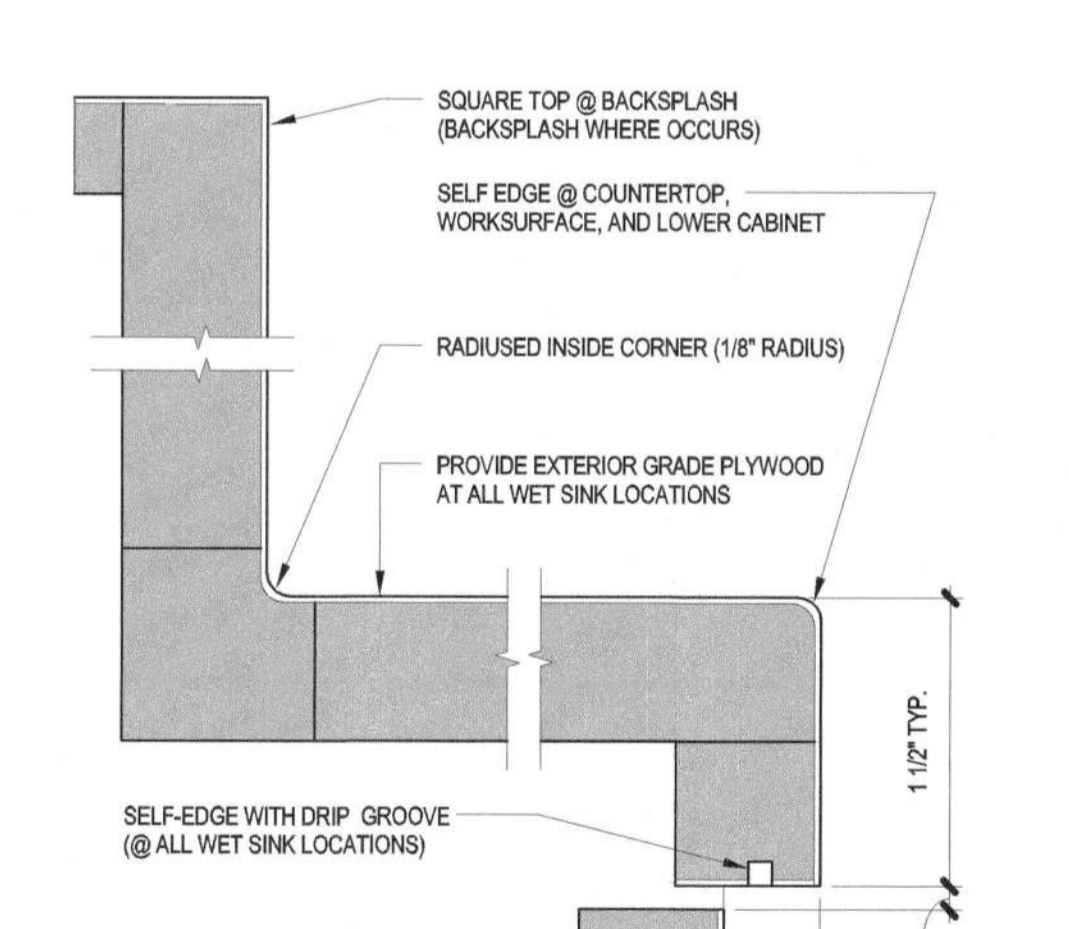 SQUARE TOP @ BACKSPLASH
(BACKSPLASH WHERE OCCURS)
SELF EDGE @ COUNTERTOP,
WORKSURFACE, AND LOWER CABINET
RADIUSED INSIDE CORNER (1/8" RADIUS)
PROVIDE EXTERIOR GRADE PLYWOOD
AT ALL WET SINK LOCATIONS
1 1/2" TYP.
SELF-EDGE WITH DRIP GROOVE
(@ ALL WET SINK LOCATIONS)